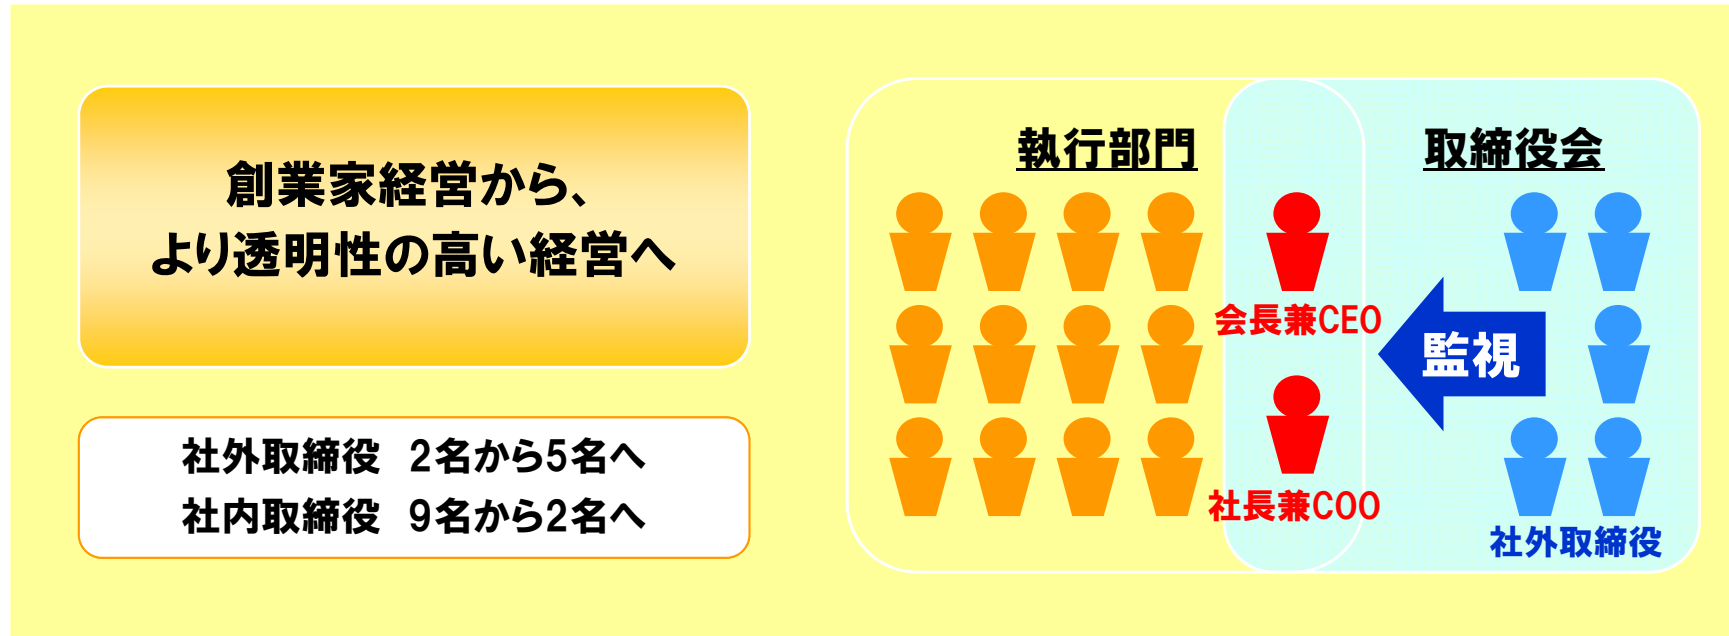 創業家経営から、
より透明性の高い経営へ
社外取締役　2名から5名へ
社内取締役　9名から2名へ
執行部門
取締役会
会長兼CEO
監視
社長兼COO
社外取締役